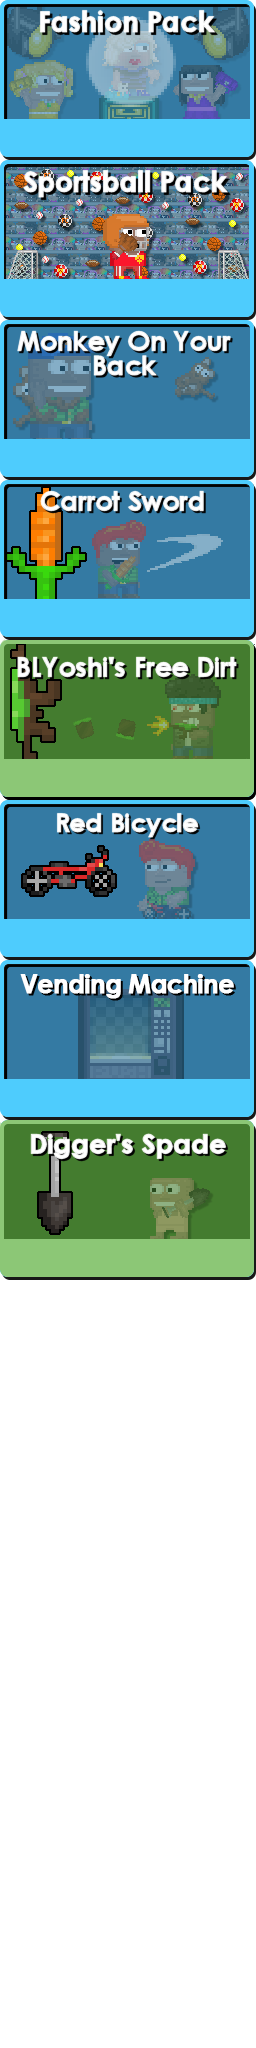 Fashion Pack
Sportsball Pack
Monkey On Your
Back
Carrot Sword
BLYoshi's Free Dirt
Red Bicycle
Vending Machine
Digger's Spade